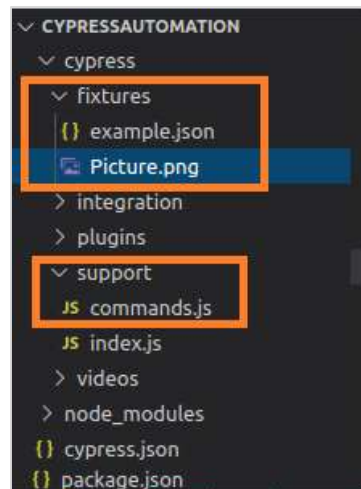 CYPRESSAUTOMATION
cypress
fixtures
{} example.json
Picture.png
integration
plugins
support
JS commands.js
JS index.js
videos
node_modules
{} cypress.json
{} package.json